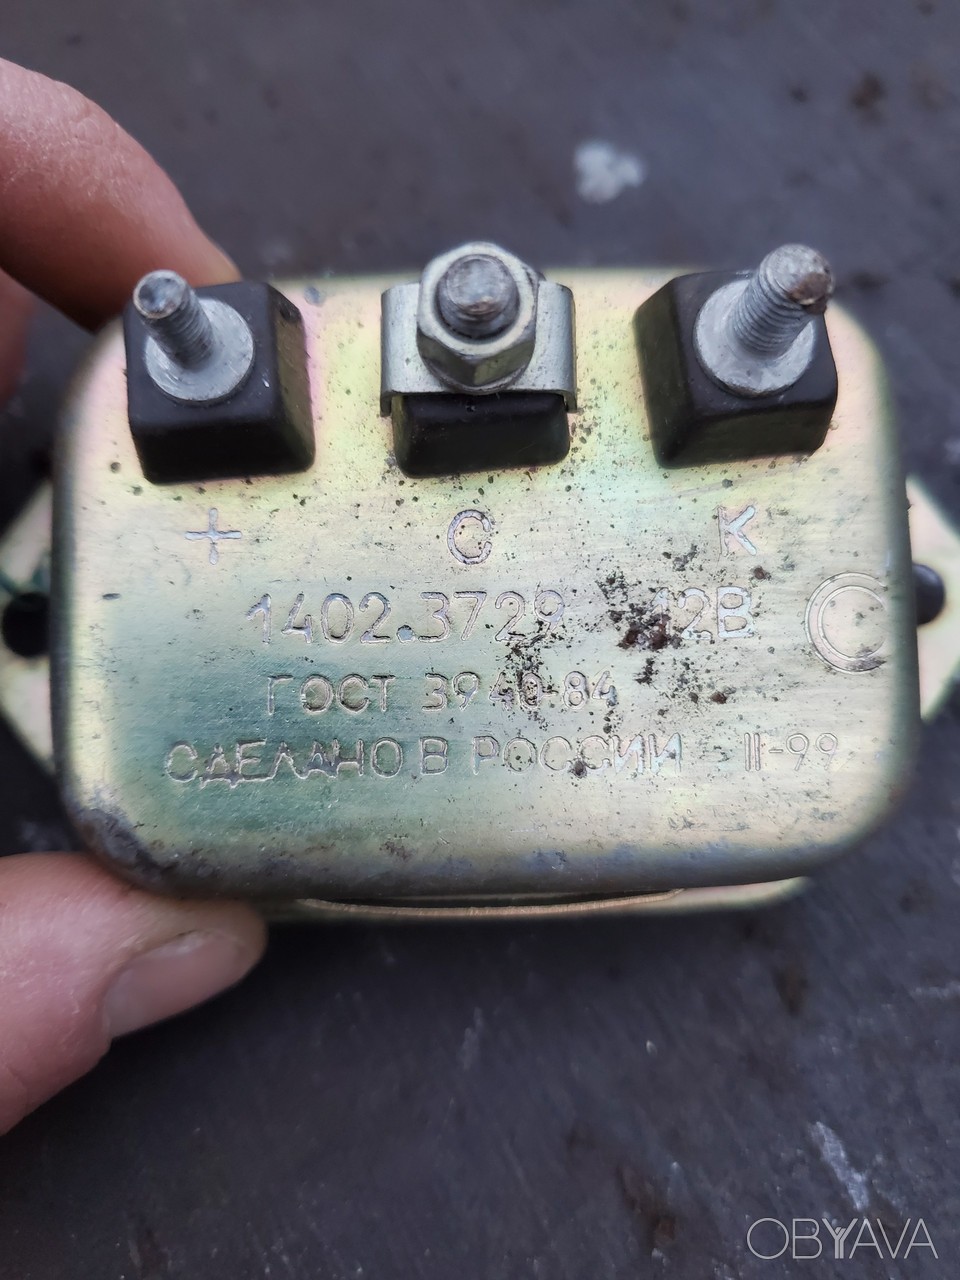 + С К
1402.3729 12В
ГОСТ 3940-84
СДЕЛАНО В РОССИИ II-99
OBYAVA